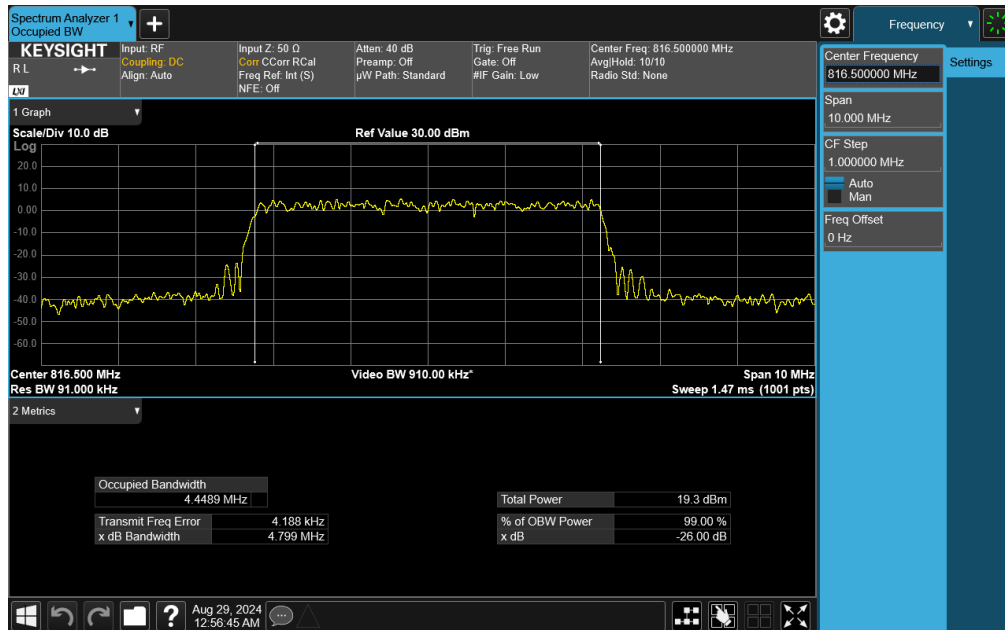 Spectrum Analyzer 1
Occupied BW
Frequency
KEYSIGHT
R L
LXI
Input: RF
Coupling: DC
Align: Auto
Input Z: 50 Ω
Corr CCorr RCal
Freq Ref: Int (S)
NFE: Off
Atten: 40 dB
Preamp: Off
µW Path: Standard
Trig: Free Run
Gate: Off
#IF Gain: Low
Center Freq: 816.500000 MHz
Avg|Hold: 10/10
Radio Std: None
Center Frequency
816.500000 MHz
Settings
Span
10.000 MHz
CF Step
1.000000 MHz
Auto
Man
Freq Offset
0 Hz
1 Graph
Scale/Div 10.0 dB
Ref Value 30.00 dBm
Log
20.0
10.0
0.00
-10.0
-20.0
-30.0
-40.0
-50.0
-60.0
Center 816.500 MHz
Video BW 910.00 kHz*
Span 10 MHz
Res BW 91.000 kHz
Sweep 1.47 ms (1001 pts)
2 Metrics
Occupied Bandwidth
4.4489 MHz
Total Power 19.3 dBm
Transmit Freq Error 4.188 kHz
% of OBW Power 99.00 %
x dB Bandwidth 4.799 MHz
x dB -26.00 dB
?
Aug 29, 2024
12:56:45 AM